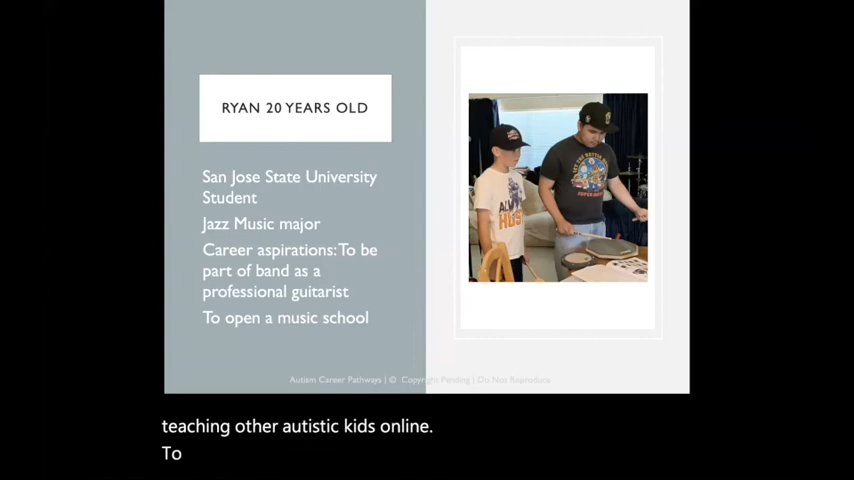 RYAN 20 YEARS OLD
San Jose State University
Student
Jazz Music major
Career aspirations: To be
part of band as a
professional guitarist
To open a music school
Autism Career Pathways | © Copyright Pending | Do Not Reproduce
teaching other autistic kids online.
To